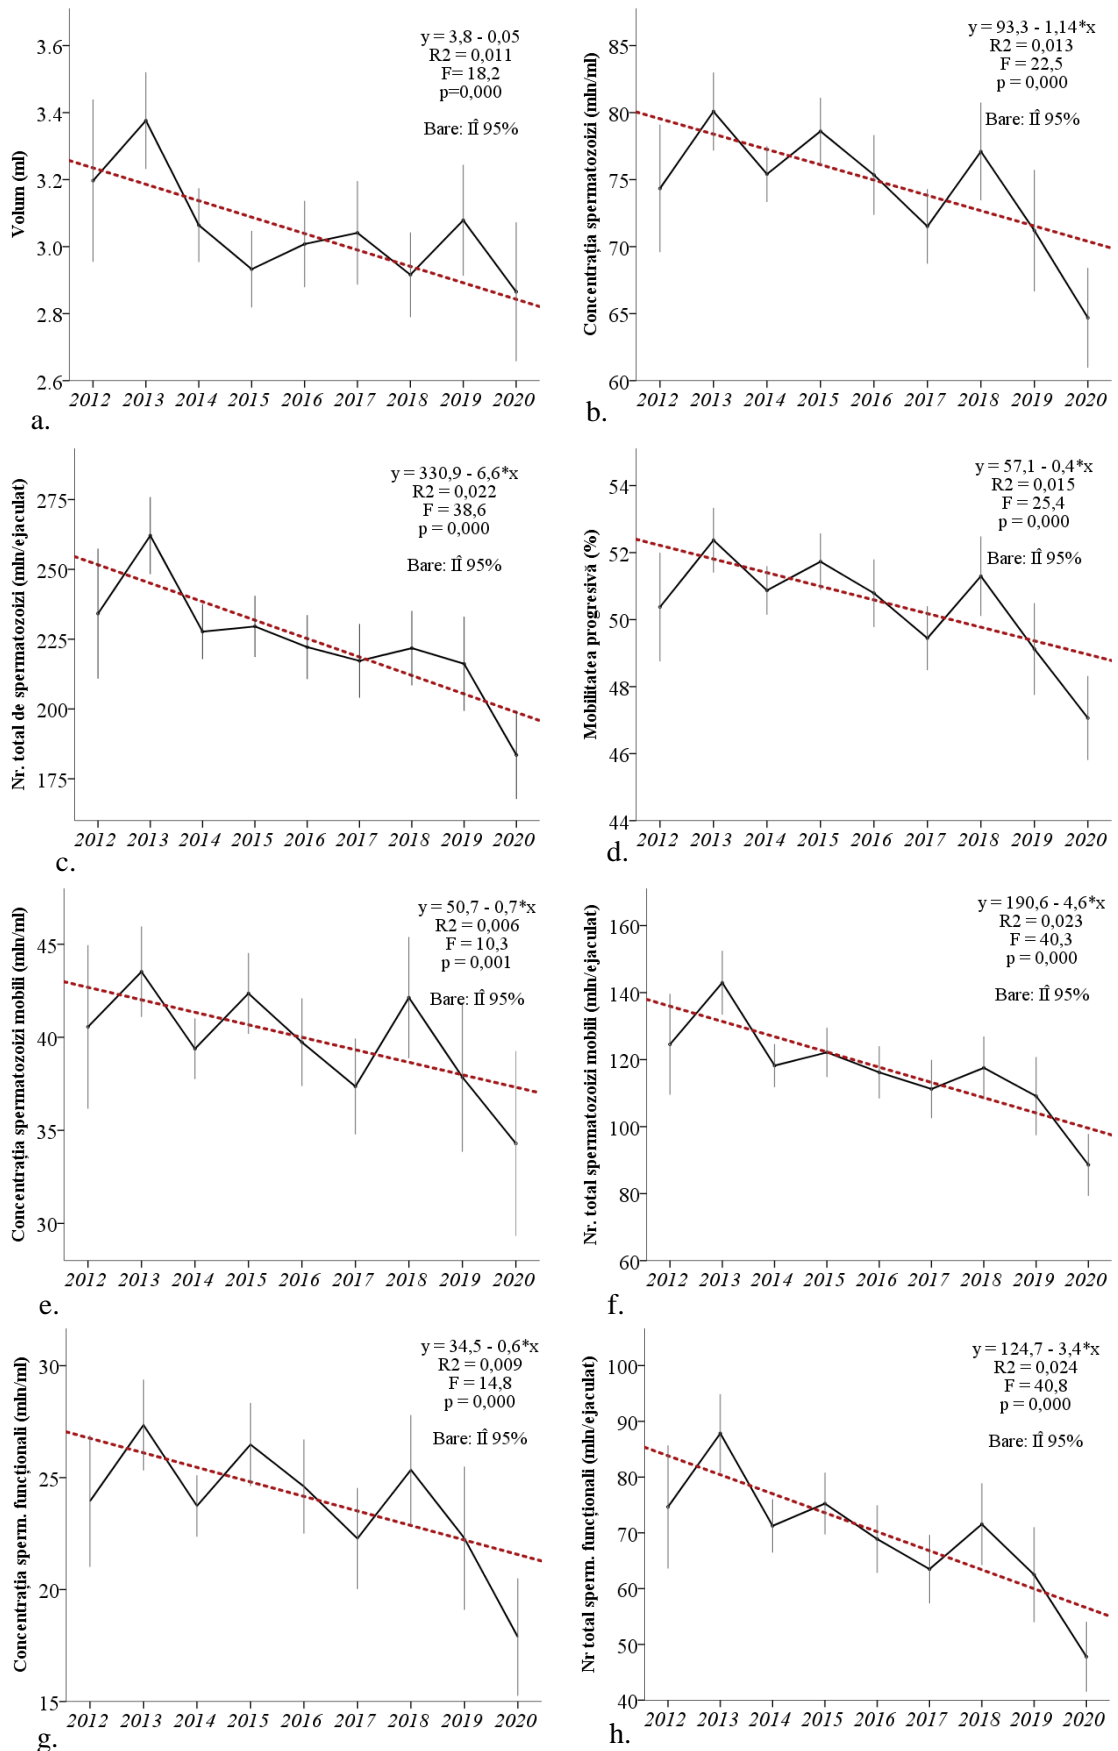 y = 3,8 - 0,05
R2 = 0,011
F= 18,2
p=0,000
Bare: IÎ 95%
Volum (ml)
3.6
3.4
3.2
3.0
2.8
2.6
2012 2013 2014 2015 2016 2017 2018 2019 2020
a.
y = 93,3 - 1,14*x
R2 = 0,013
F = 22,5
p = 0,000
Bare: IÎ 95%
Concentrația spermatozoizi (mln/ml)
85
80
75
70
65
60
2012 2013 2014 2015 2016 2017 2018 2019 2020
b.
y = 330,9 - 6,6*x
R2 = 0,022
F = 38,6
p = 0,000
Bare: IÎ 95%
Nr. total de spermatozoizi (mln/ejaculat)
275
250
225
200
175
2012 2013 2014 2015 2016 2017 2018 2019 2020
c.
y = 57,1 - 0,4*x
R2 = 0,015
F = 25,4
p = 0,000
Bare: IÎ 95%
Mobilitatea progresivă (%)
54
52
50
48
46
44
2012 2013 2014 2015 2016 2017 2018 2019 2020
d.
y = 50,7 - 0,7*x
R2 = 0,006
F = 10,3
p = 0,001
Bare: IÎ 95%
Concentrația spermatozoizi mobili (mln/ml)
45
40
35
30
2012 2013 2014 2015 2016 2017 2018 2019 2020
e.
y = 190,6 - 4,6*x
R2 = 0,023
F = 40,3
p = 0,000
Bare: IÎ 95%
Nr. total spermatozoizi mobili (mln/ejaculat)
160
140
120
100
80
60
2012 2013 2014 2015 2016 2017 2018 2019 2020
f.
y = 34,5 - 0,6*x
R2 = 0,009
F = 14,8
p = 0,000
Bare: IÎ 95%
Concentrația sperm. funcționali (mln/ml)
30
25
20
15
2012 2013 2014 2015 2016 2017 2018 2019 2020
g.
y = 124,7 - 3,4*x
R2 = 0,024
F = 40,8
p = 0,000
Bare: IÎ 95%
Nr total sperm. funcționali (mln/ejaculat)
100
90
80
70
60
50
40
2012 2013 2014 2015 2016 2017 2018 2019 2020
h.